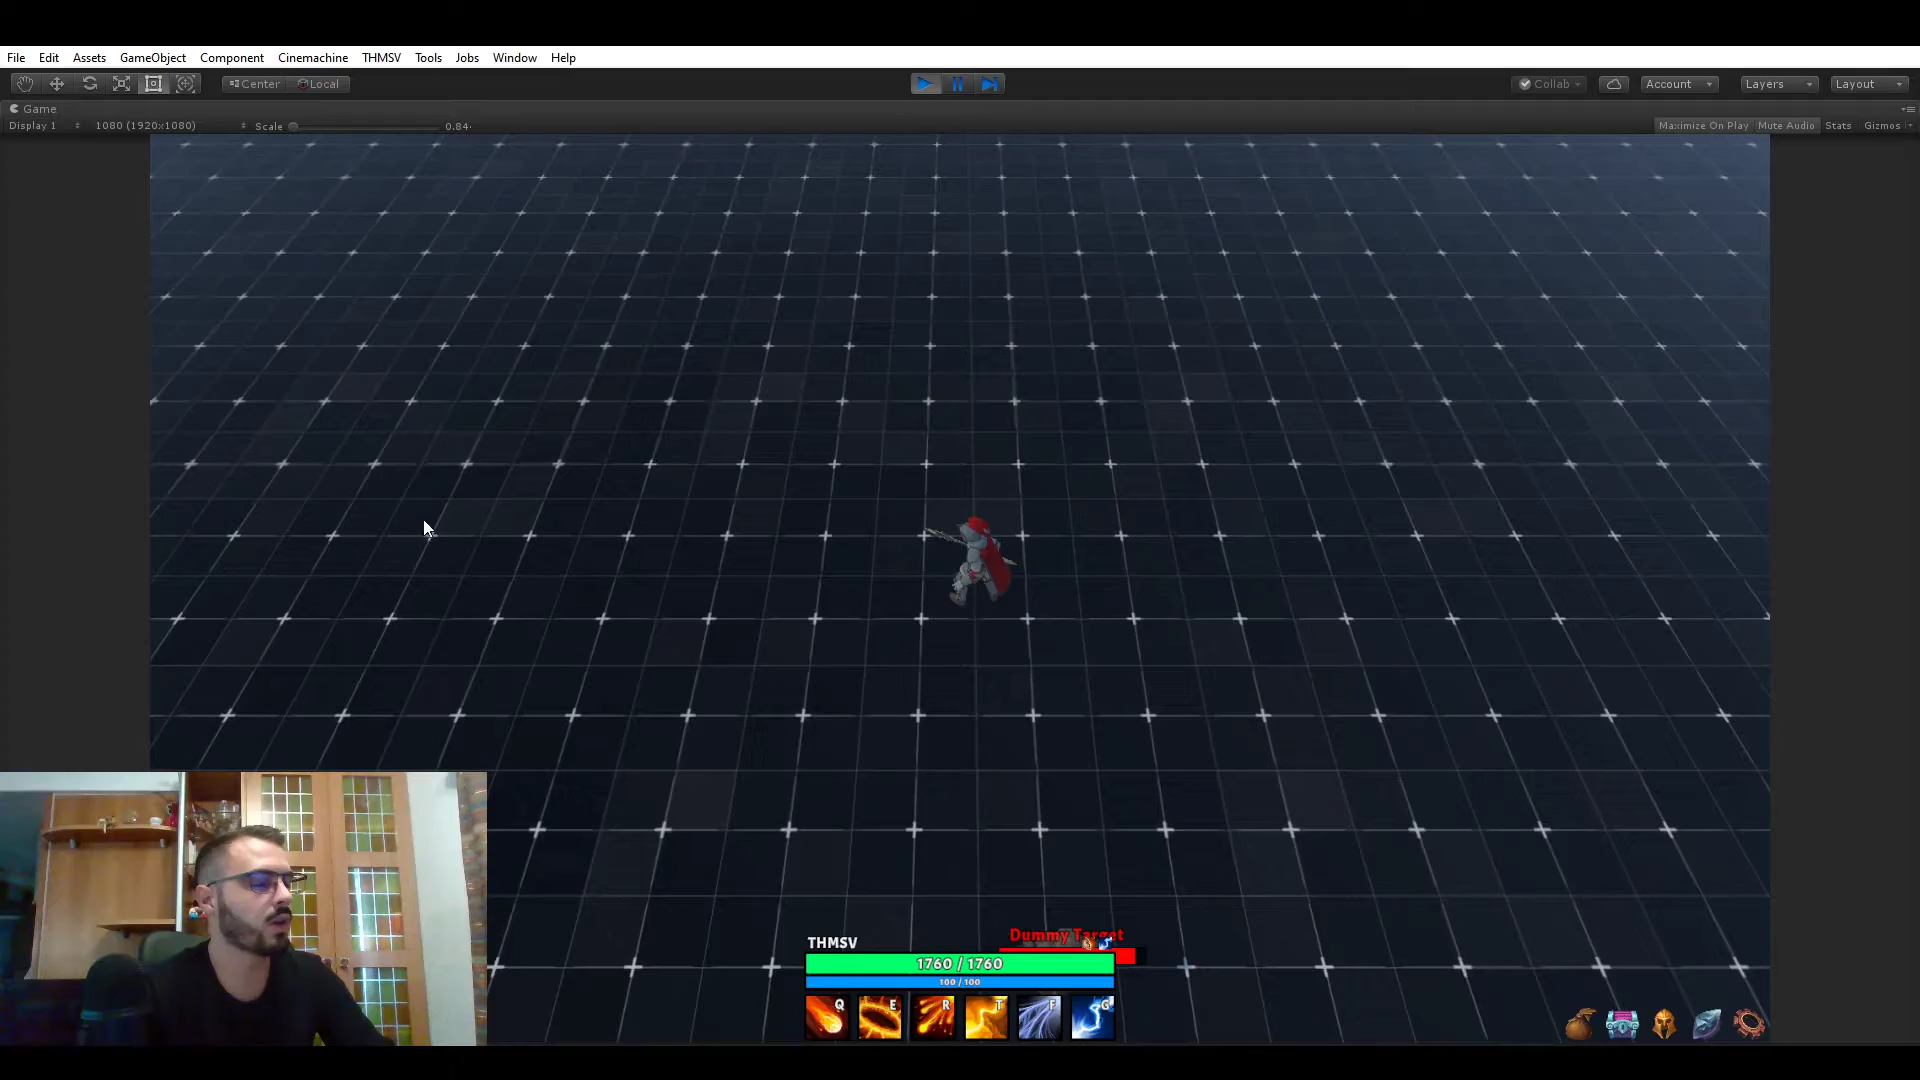 File Edit Assets GameObject Component Cinemachine THMSV Tools Jobs Window Help
Center Local
Collab Account Layers Layout
Game
Display 1 1080 (1920x1080) Scale 0.84
Maximize On Play Mute Audio Stats Gizmos
Dummy Target
THMSV
1760 / 1760
100 / 100
Q E R T F G